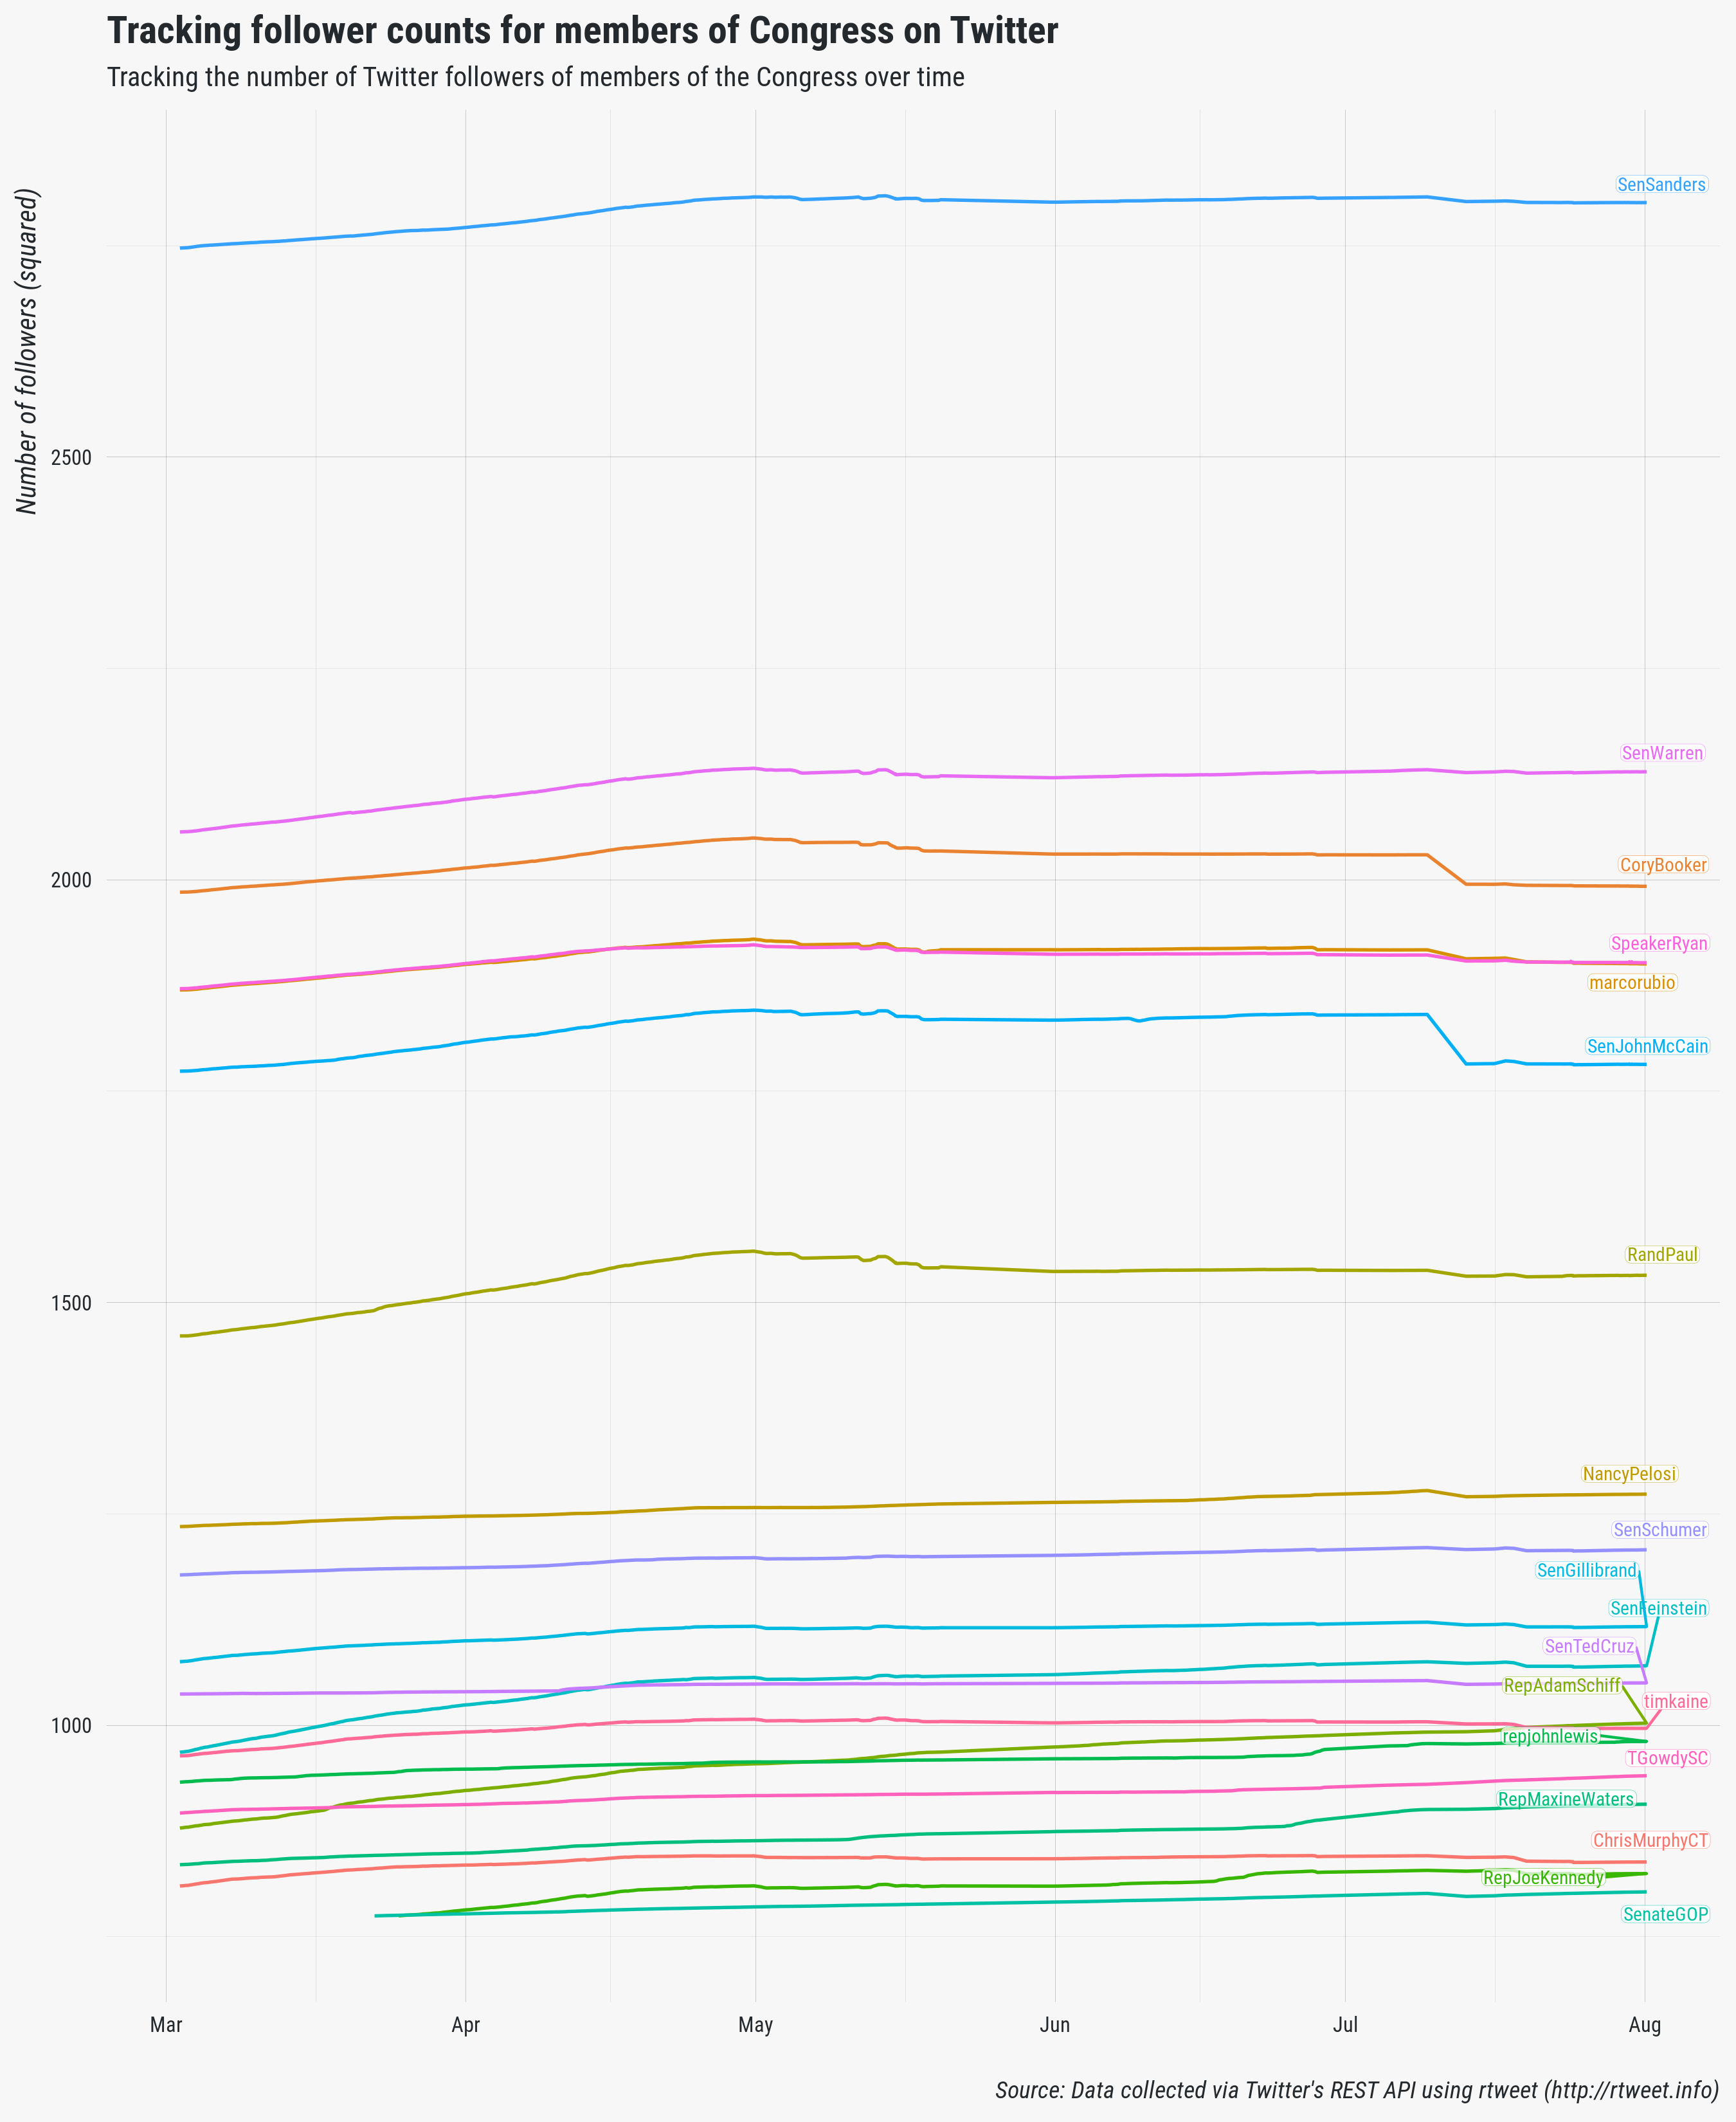 Tracking follower counts for members of Congress on Twitter
Tracking the number of Twitter followers of members of the Congress over time
Number of followers (squared)
SenSanders
2500
SenWarren
CoryBooker
2000
SpeakerRyan
marcorubio
SenJohnMcCain
RandPaul
1500
NancyPelosi
SenSchumer
SenGillibrand
SenFeinstein
SenTedCruz
RepAdamSchiff
timkaine
1000
repjohnlewis
TGowdySC
RepMaxineWaters
ChrisMurphyCT
RepJoeKennedy
SenateGOP
Mar Apr May Jun Jul Aug
Source: Data collected via Twitter's REST API using rtweet (http://rtweet.info)